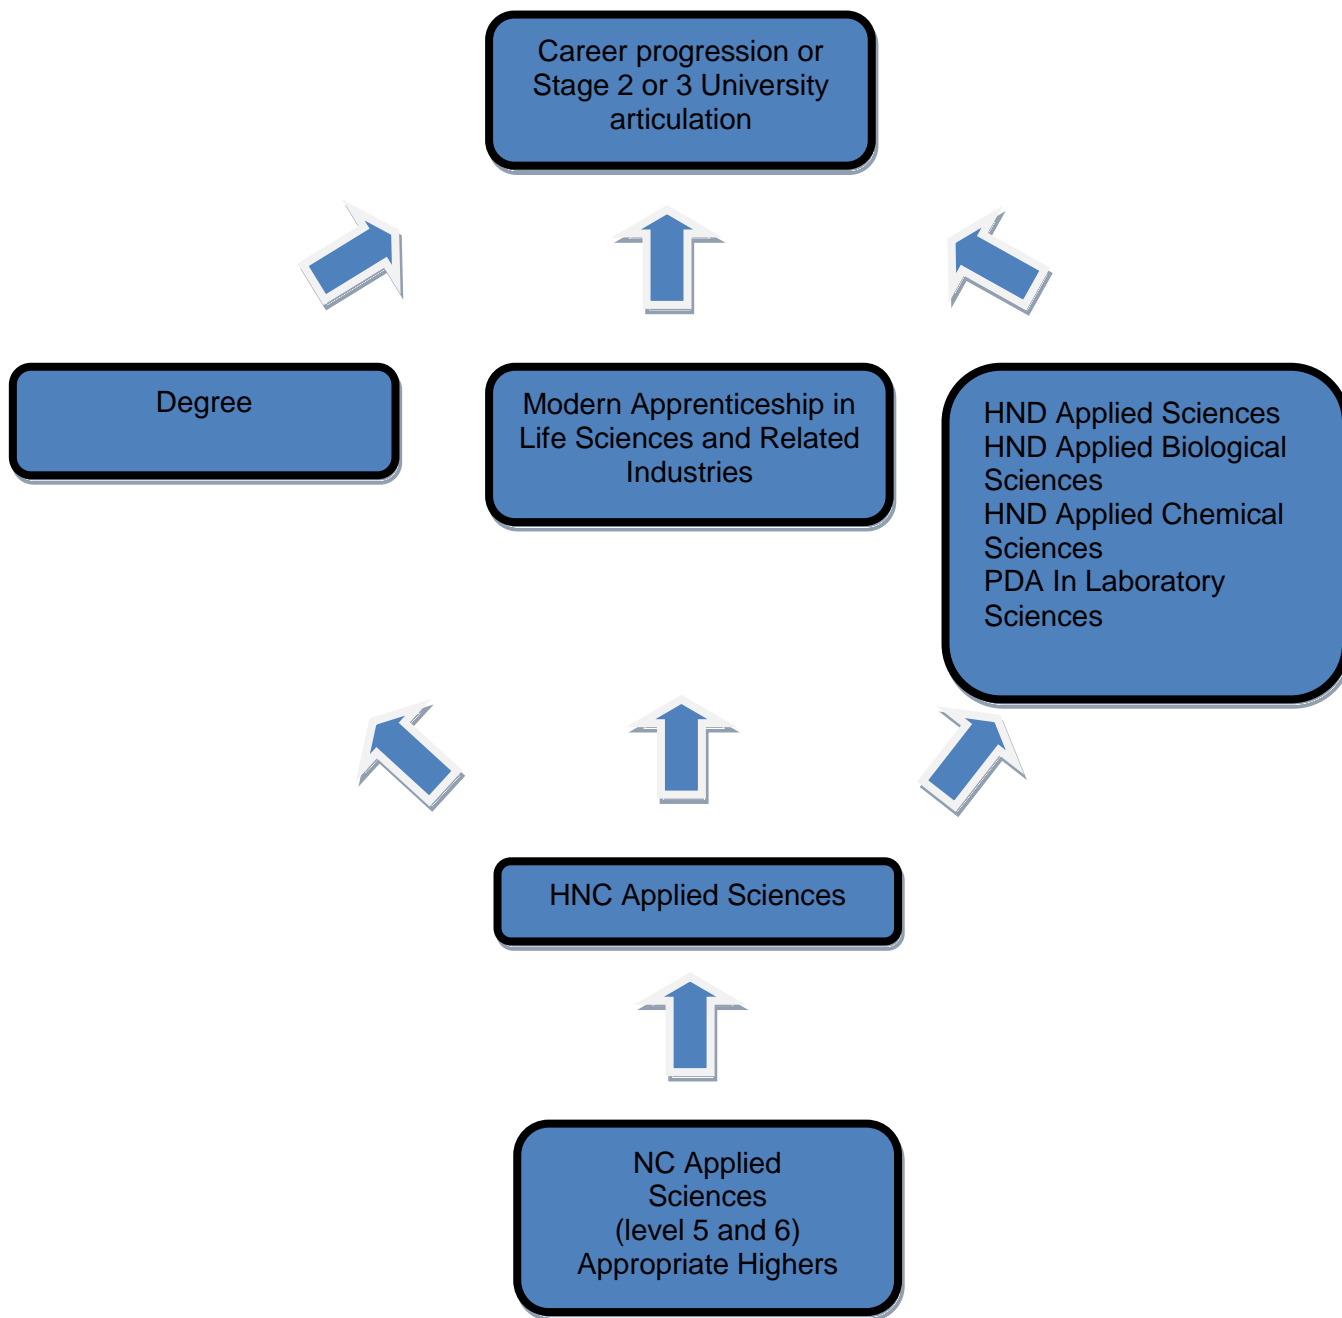 Career progression or
Stage 2 or 3 University
articulation
Degree
Modern Apprenticeship in
Life Sciences and Related
Industries
HND Applied Sciences
HND Applied Biological
Sciences
HND Applied Chemical
Sciences
PDA In Laboratory
Sciences
HNC Applied Sciences
NC Applied
Sciences
(level 5 and 6)
Appropriate Highers